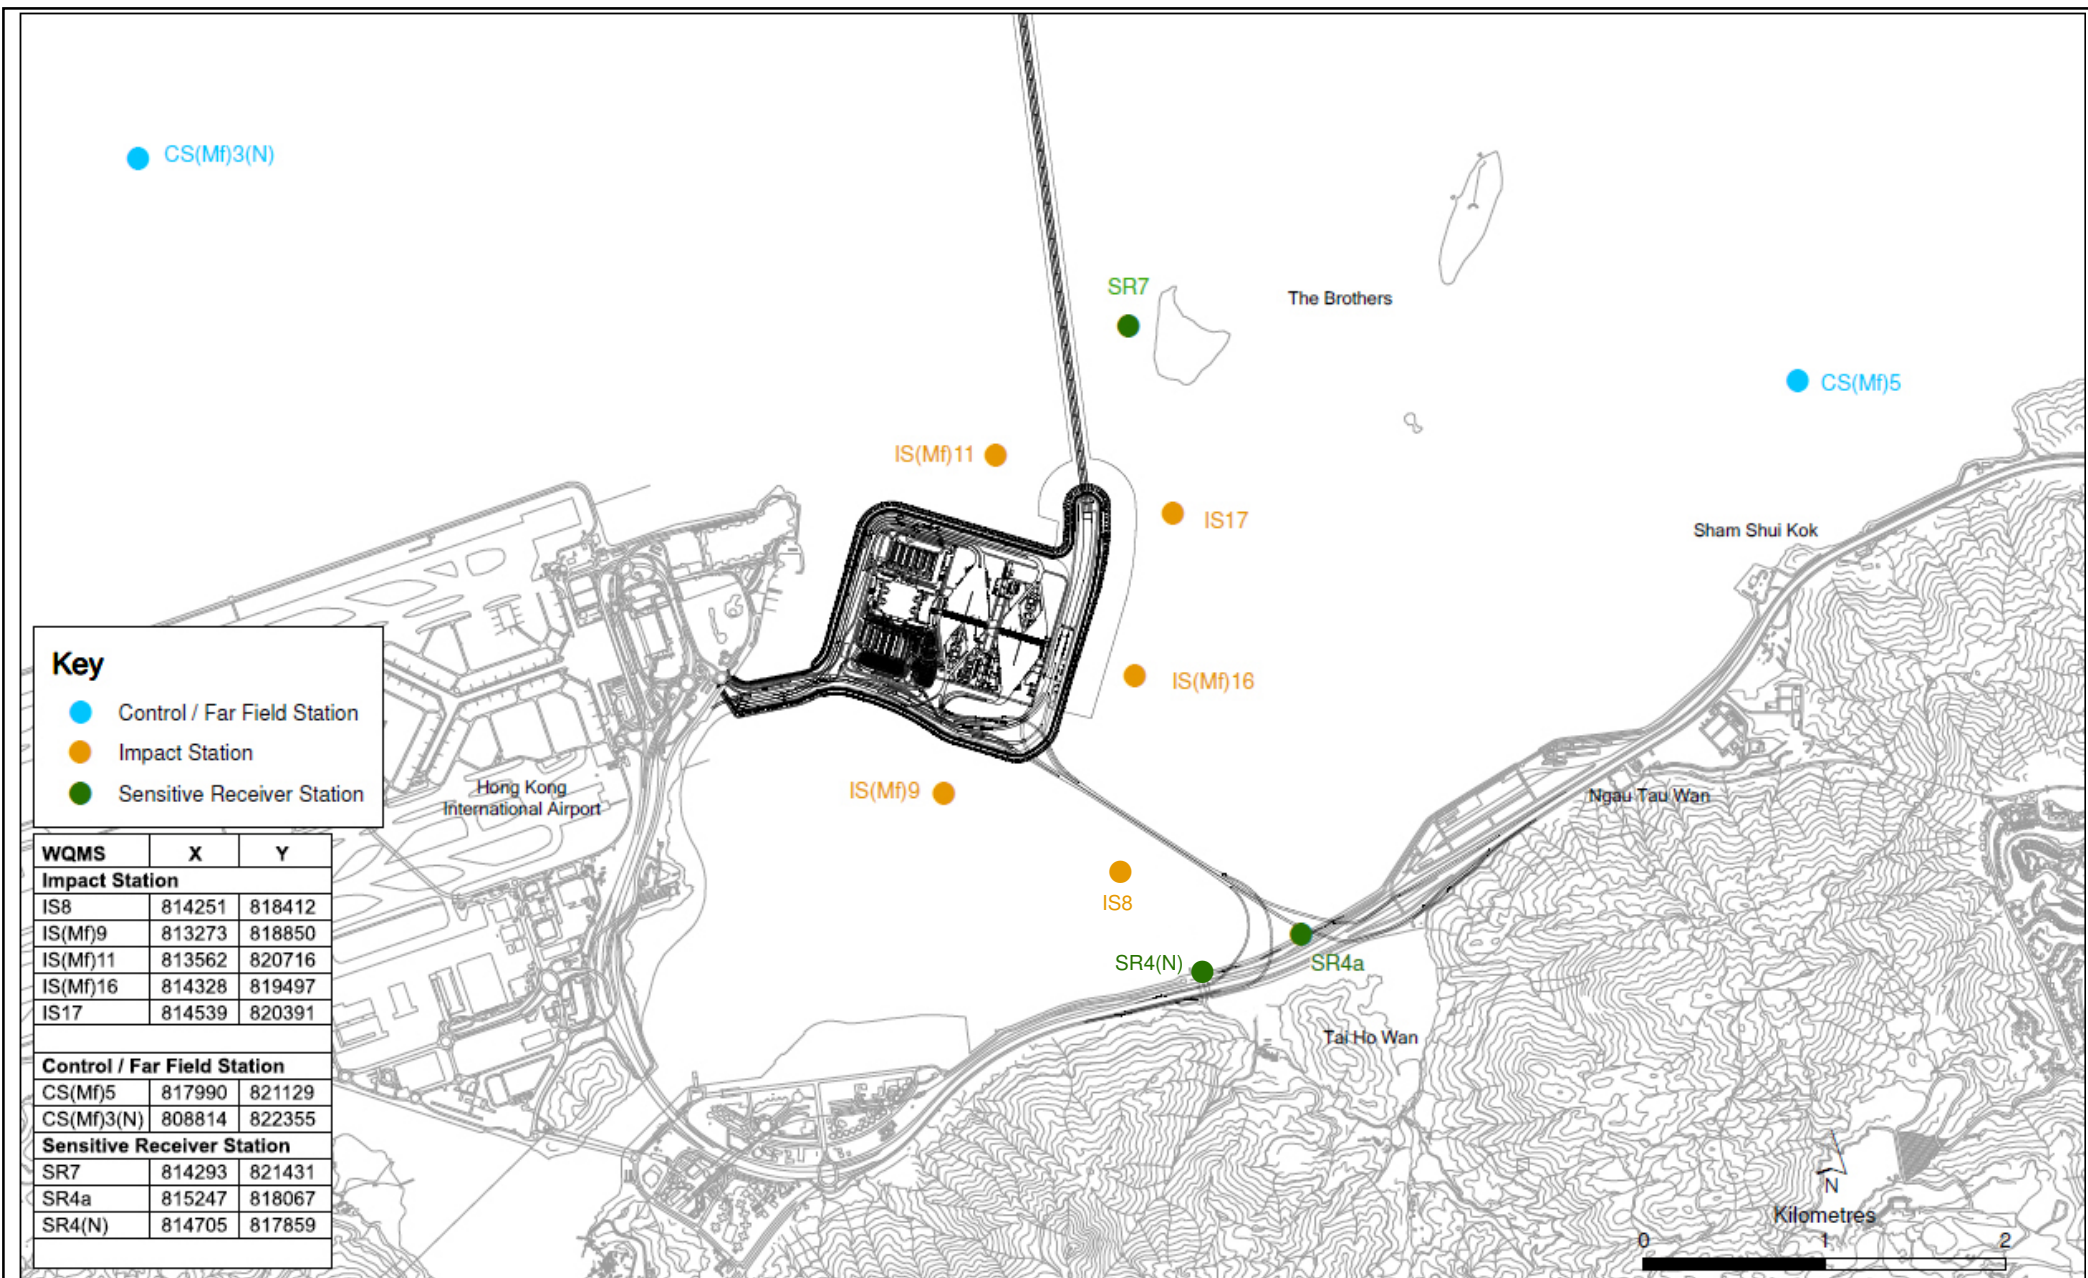 CS(Mf)3(N)
SR7
The Brothers
CS(Mf)5
IS(Mf)11
IS17
Sham Shui Kok
IS(Mf)16
Key
Control / Far Field Station
Impact Station
Sensitive Receiver Station
Hong Kong
International Airport
IS(Mf)9
Ngau Tau Wan
IS8
SR4(N)
SR4a
Tai Ho Wan
WQMS X Y
Impact Station
IS8 814251 818412
IS(Mf)9 813273 818850
IS(Mf)11 813562 820716
IS(Mf)16 814328 819497
IS17 814539 820391
Control / Far Field Station
CS(Mf)5 817990 821129
CS(Mf)3(N) 808814 822355
Sensitive Receiver Station
SR7 814293 821431
SR4a 815247 818067
SR4(N) 814705 817859
N
Kilometres
0 1 2